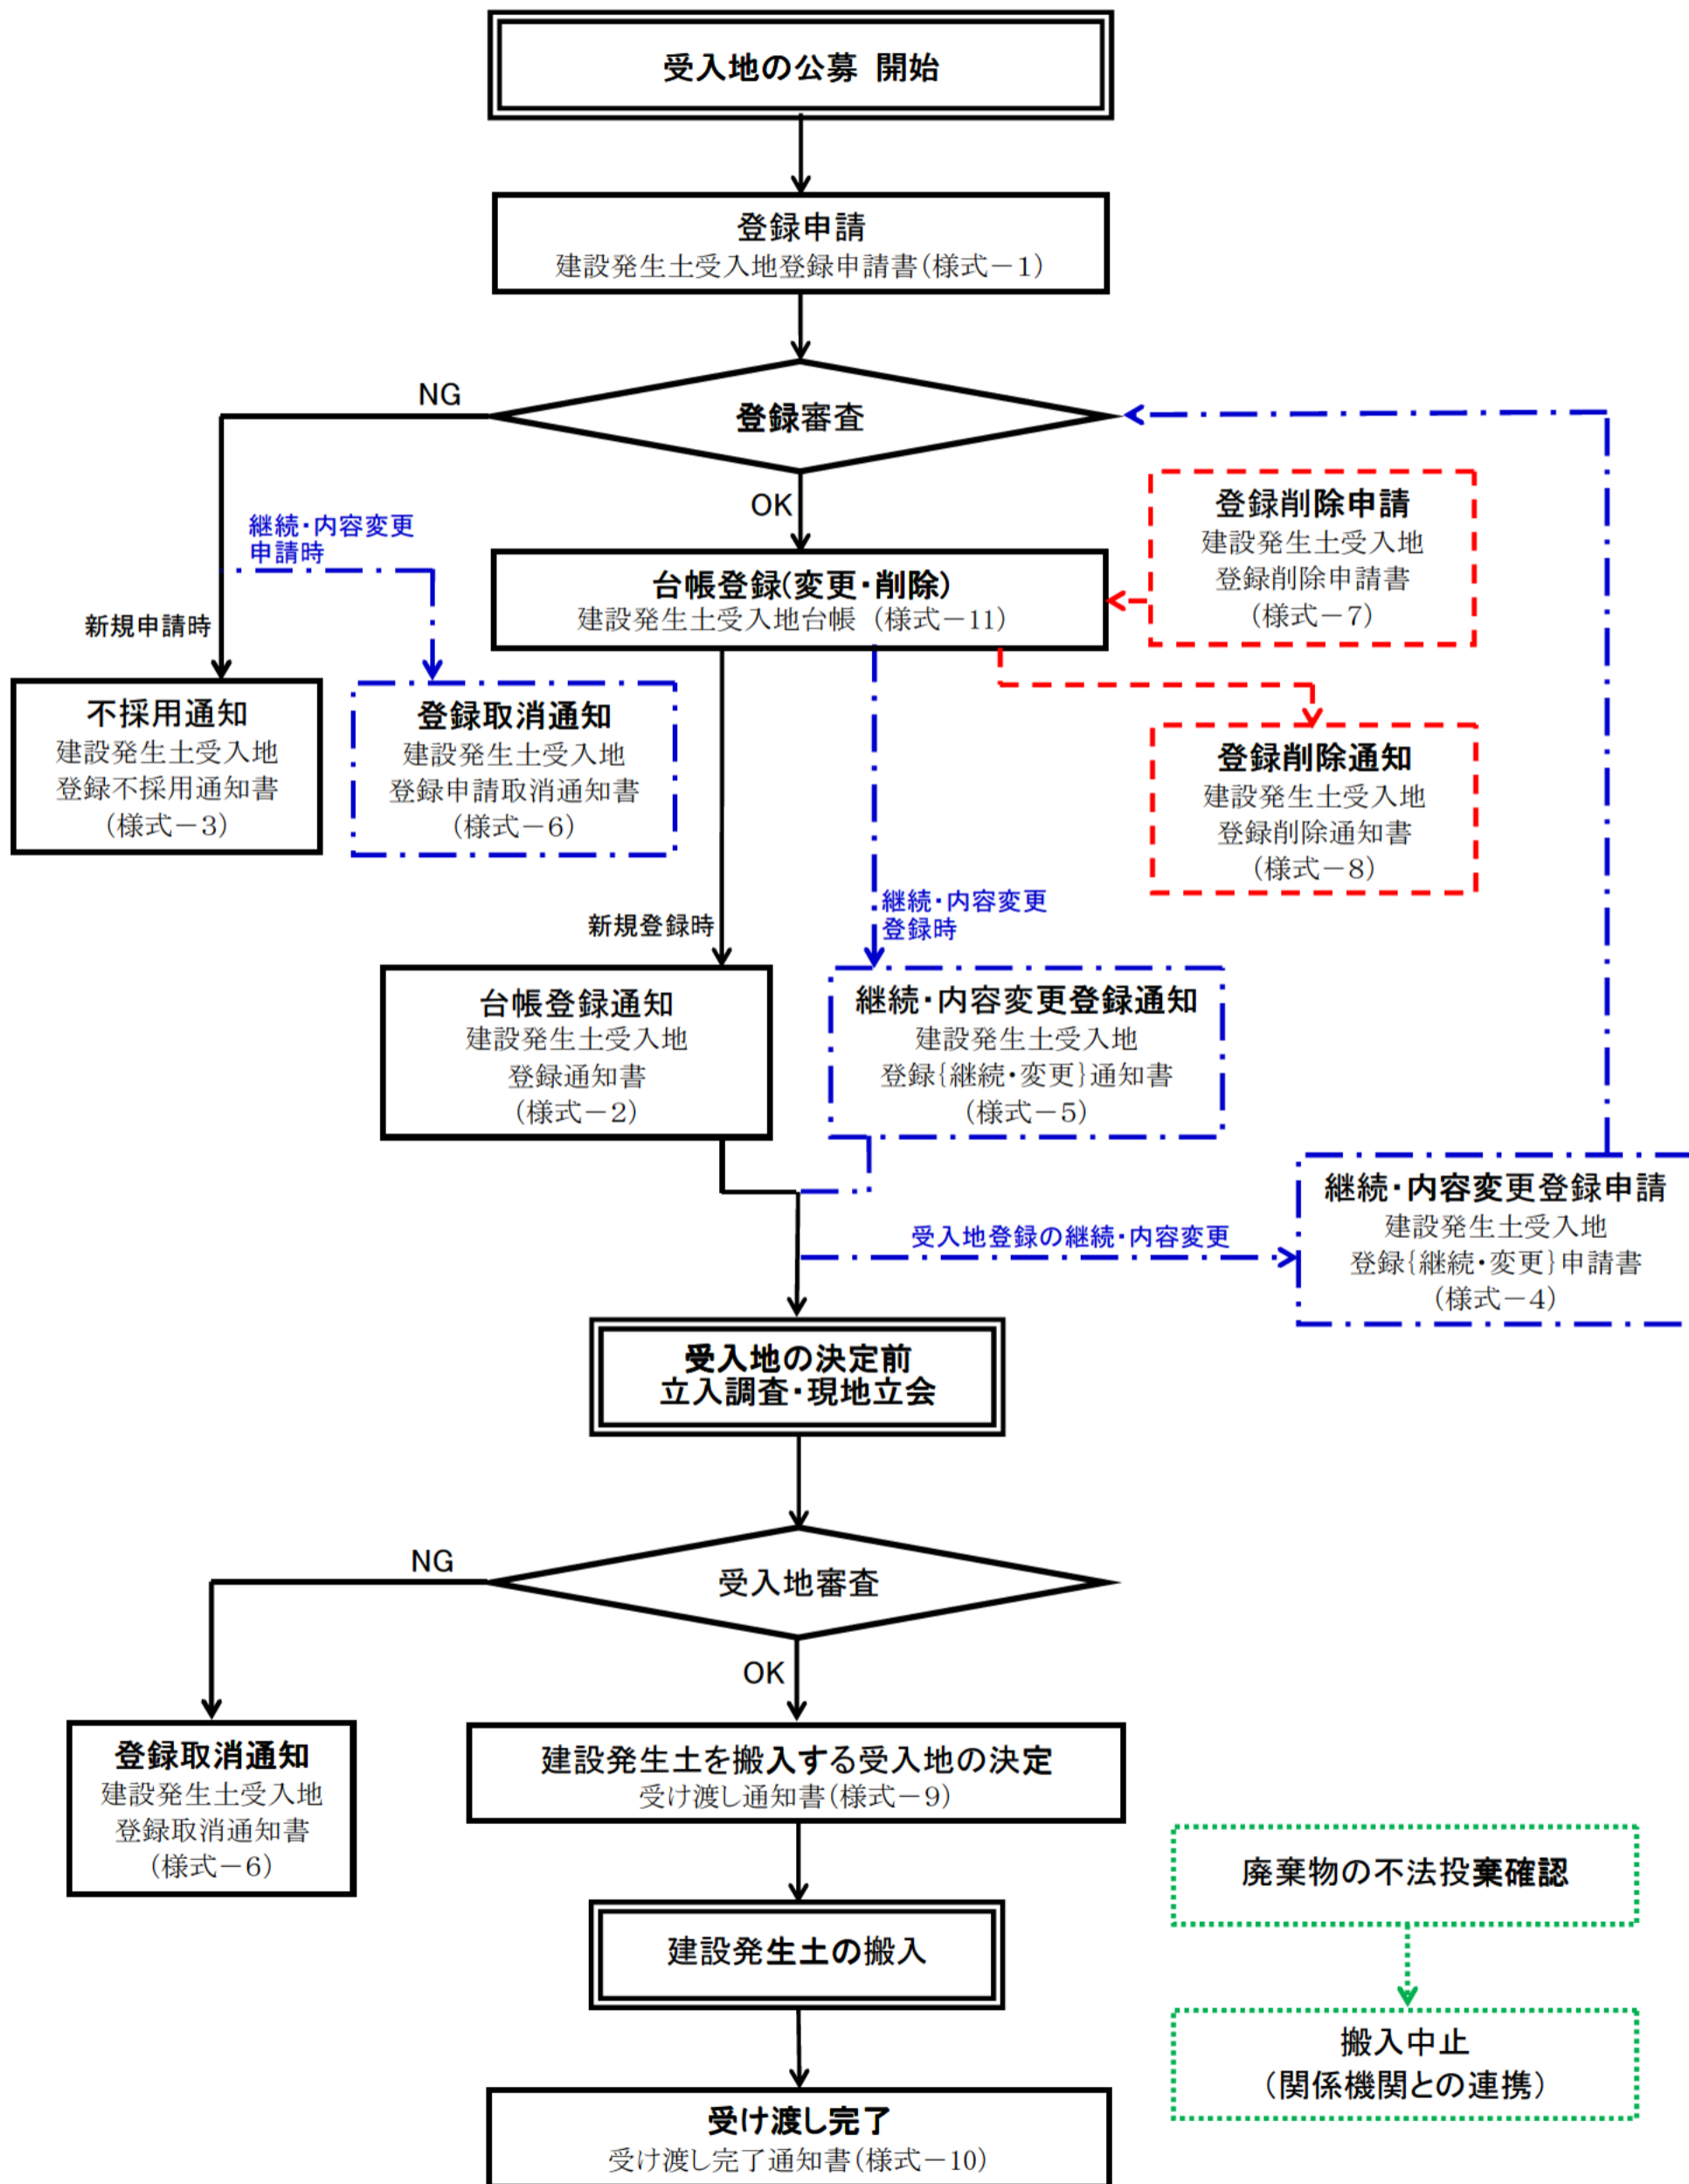 受入地の公募 開始
登録申請
建設発生土受入地登録申請書(様式－1)
登録審査
NG
OK
継続・内容変更
申請時
新規申請時
登録削除申請
建設発生土受入地
登録削除申請書
(様式－7)
台帳登録(変更・削除)
建設発生土受入地台帳 (様式－11)
不採用通知
建設発生土受入地
登録不採用通知書
(様式－3)
登録取消通知
建設発生土受入地
登録申請取消通知書
(様式－6)
登録削除通知
建設発生土受入地
登録削除通知書
(様式－8)
新規登録時
継続・内容変更
登録時
台帳登録通知
建設発生土受入地
登録通知書
(様式－2)
継続・内容変更登録通知
建設発生土受入地
登録{継続・変更}通知書
(様式－5)
継続・内容変更登録申請
建設発生土受入地
登録{継続・変更}申請書
(様式－4)
受入地登録の継続・内容変更
受入地の決定前
立入調査・現地立会
受入地審査
NG
OK
登録取消通知
建設発生土受入地
登録取消通知書
(様式－6)
建設発生土を搬入する受入地の決定
受け渡し通知書(様式－9)
建設発生土の搬入
廃棄物の不法投棄確認
搬入中止
(関係機関との連携)
受け渡し完了
受け渡し完了通知書(様式－10)